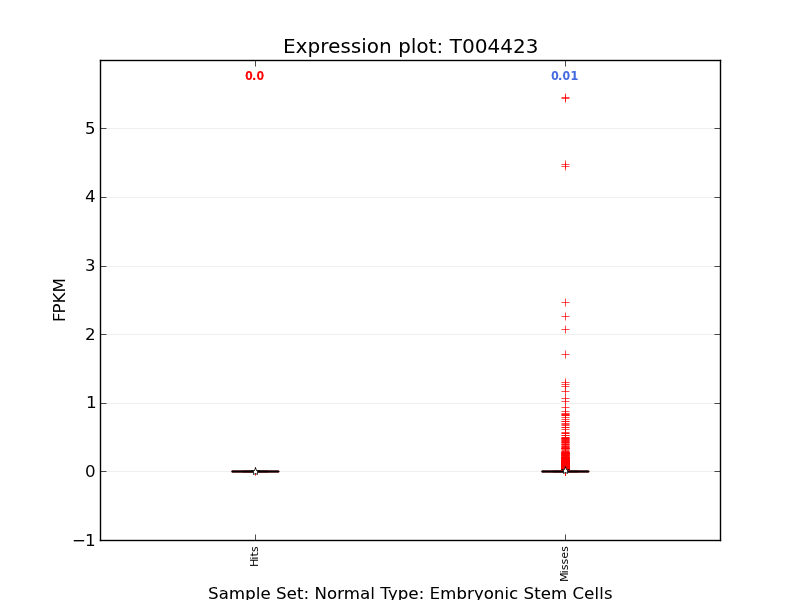 Expression plot: T004423
0.0
0.01
5
4
3
2
1
0
−1
FPKM
Hits
Misses
Sample Set: Normal Type: Embryonic Stem Cells